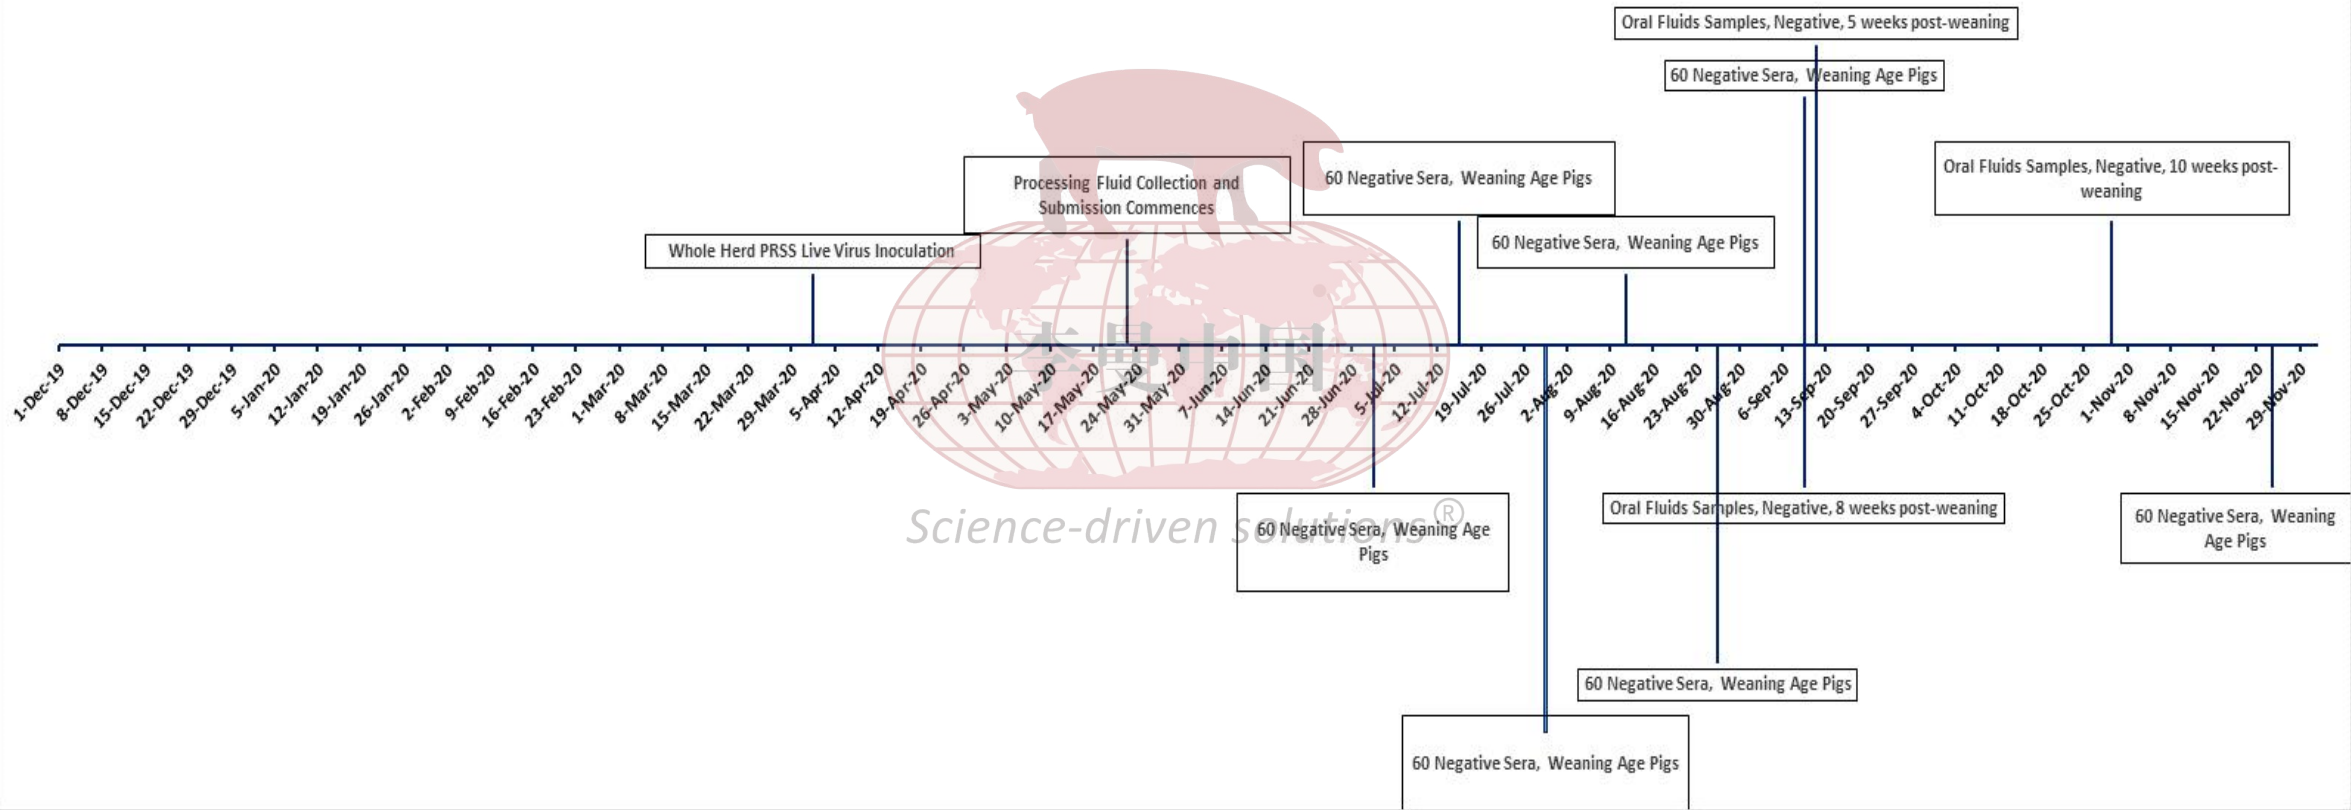 Oral Fluids Samples, Negative, 5 weeks post-weaning
60 Negative Sera, Weaning Age Pigs
Processing Fluid Collection and
Submission Commences
60 Negative Sera, Weaning Age Pigs
Oral Fluids Samples, Negative, 10 weeks post-
weaning
Whole Herd PRSS Live Virus Inoculation
60 Negative Sera, Weaning Age Pigs
李曼中国
1-Dec-19
8-Dec-19
15-Dec-19
22-Dec-19
29-Dec-19
5-Jan-20
12-Jan-20
19-Jan-20
26-Jan-20
2-Feb-20
9-Feb-20
16-Feb-20
23-Feb-20
1-Mar-20
8-Mar-20
15-Mar-20
22-Mar-20
29-Mar-20
5-Apr-20
12-Apr-20
19-Apr-20
26-Apr-20
3-May-20
10-May-20
17-May-20
24-May-20
31-May-20
7-Jun-20
14-Jun-20
21-Jun-20
28-Jun-20
5-Jul-20
12-Jul-20
19-Jul-20
26-Jul-20
2-Aug-20
9-Aug-20
16-Aug-20
23-Aug-20
30-Aug-20
6-Sep-20
13-Sep-20
20-Sep-20
27-Sep-20
4-Oct-20
11-Oct-20
18-Oct-20
25-Oct-20
1-Nov-20
8-Nov-20
15-Nov-20
22-Nov-20
29-Nov-20
Science-driven solutions®
60 Negative Sera, Weaning Age
Pigs
Oral Fluids Samples, Negative, 8 weeks post-weaning
60 Negative Sera, Weaning
Age Pigs
60 Negative Sera, Weaning Age Pigs
60 Negative Sera, Weaning Age Pigs